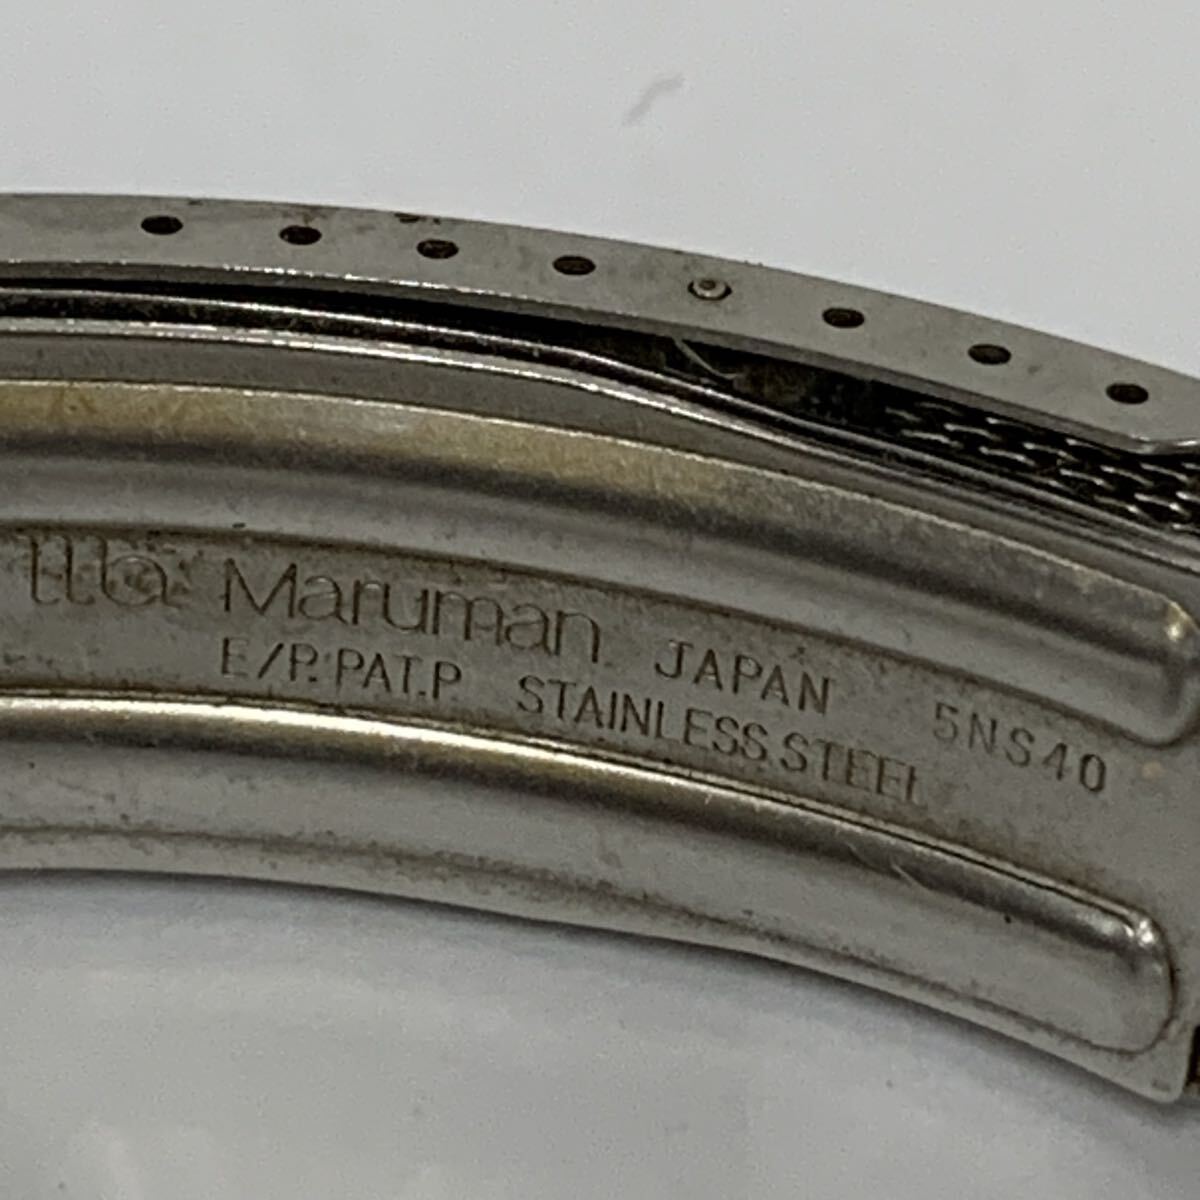 Maruman JAPAN 5NS40
E/P. PAT.P STAINLESS.STEEL